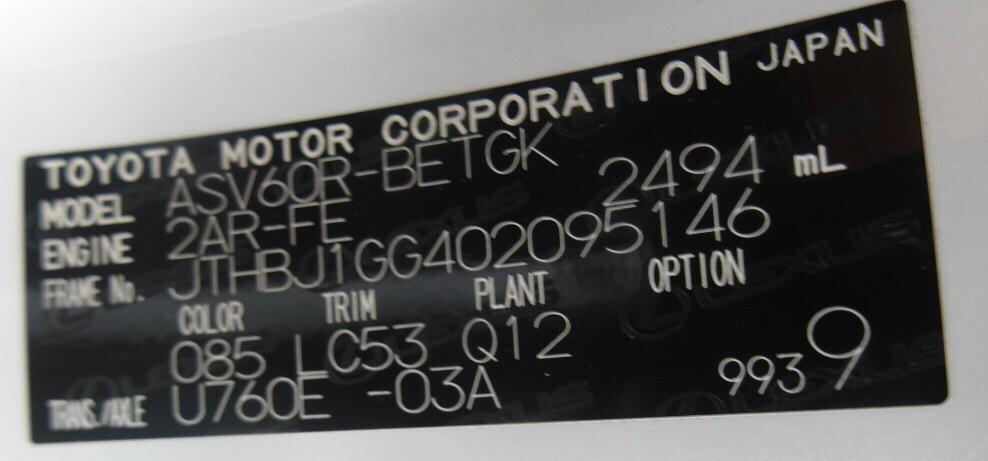 TOYOTA MOTOR CORPORATION JAPAN
MODEL ASV60R-BETGK
ENGINE 2AR-FE 2494 mL
FRAME No. JTHBJ1GG402095146
COLOR TRIM PLANT OPTION
085 LC53 Q12
TRANS./AXLE U760E -03A 9939